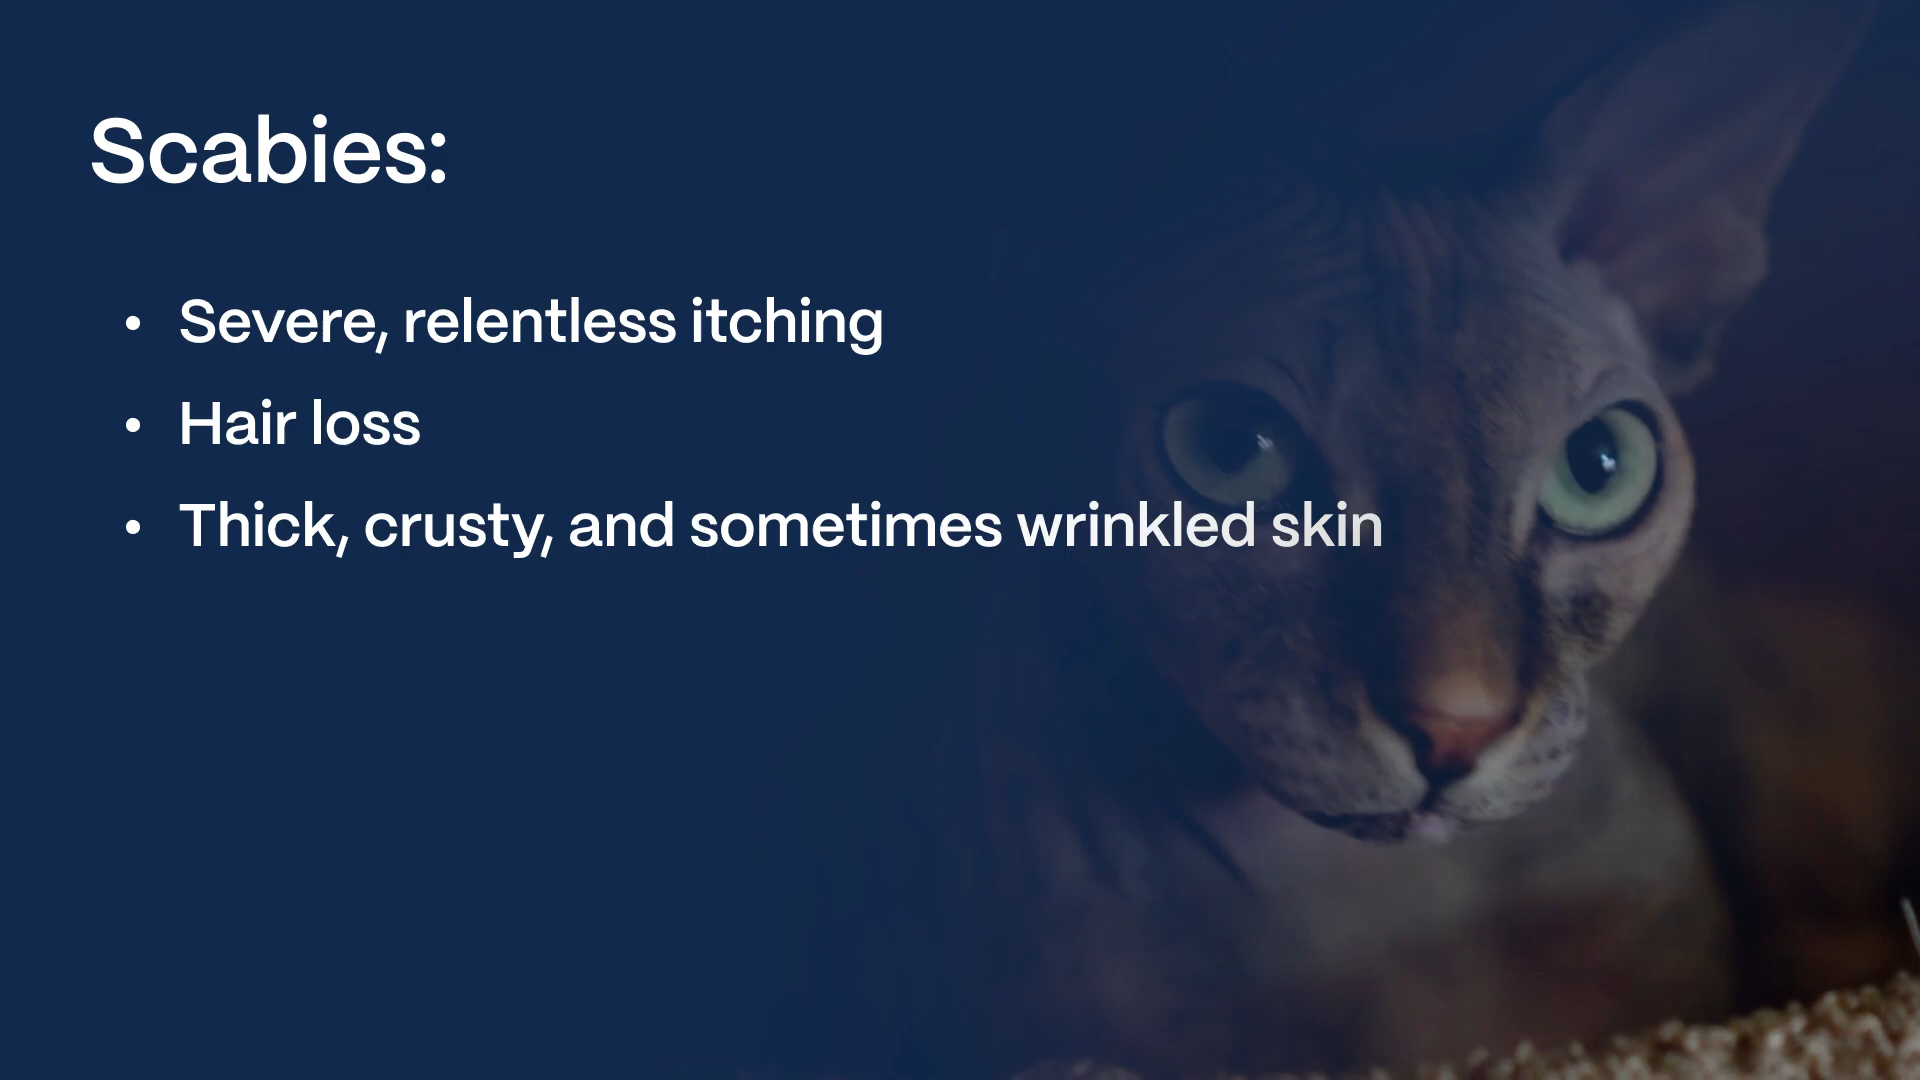 Scabies:
• Severe, relentless itching
• Hair loss
• Thick, crusty, and sometimes wrinkled skin